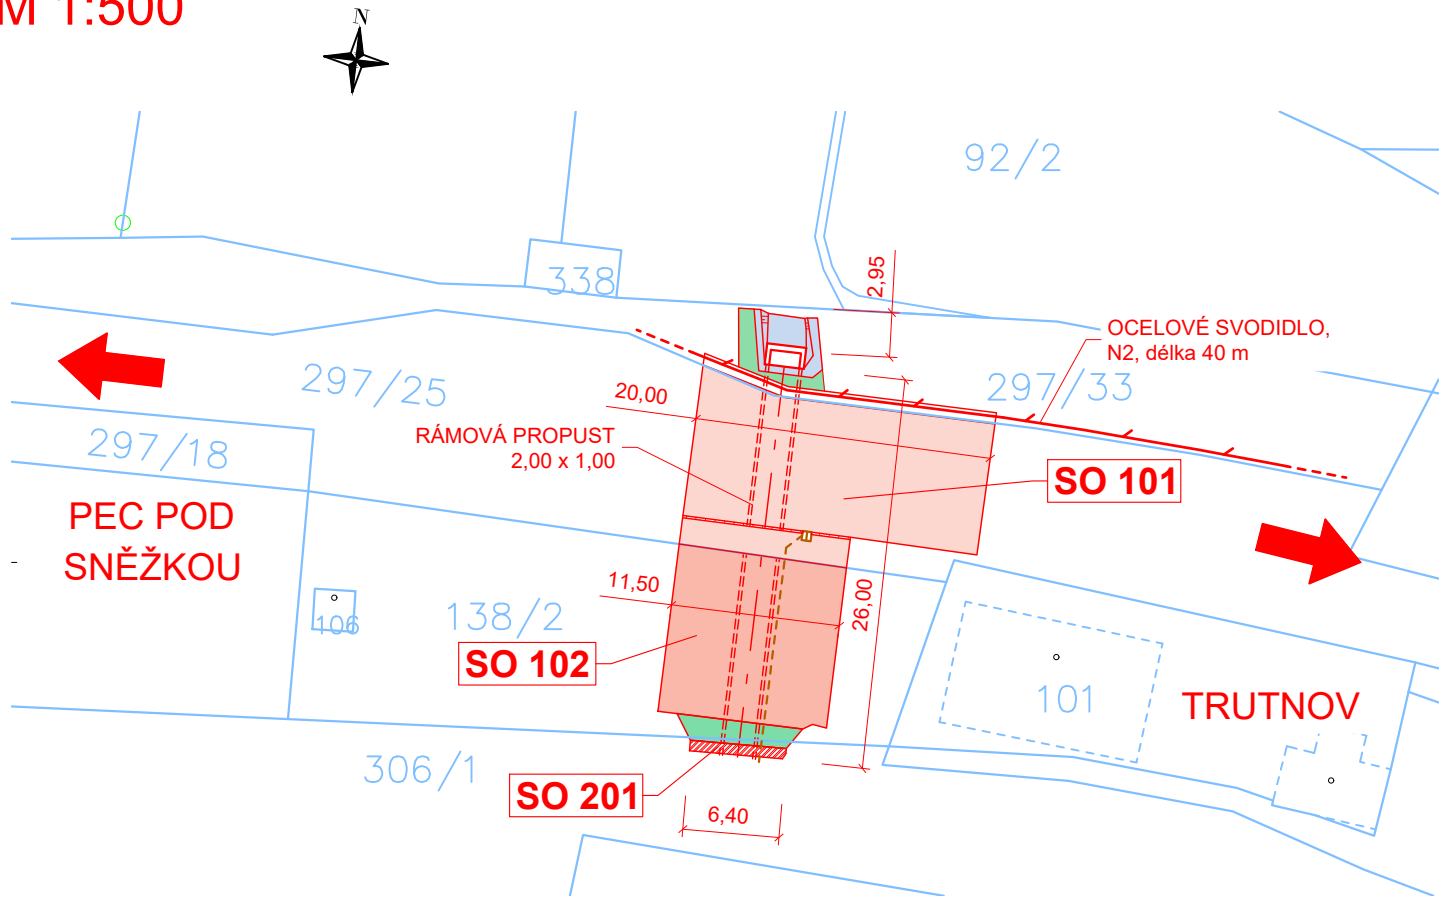 M 1:500
N
92/2
2,95
338
OCELOVÉ SVODIDLO,
N2, délka 40 m
297/25
297/33
20,00
RÁMOVÁ PROPUST
2,00 x 1,00
297/18
SO 101
PEC POD
SNĚŽKOU
11,50
26,00
106
138/2
SO 102
101
TRUTNOV
306/1
SO 201
6,40